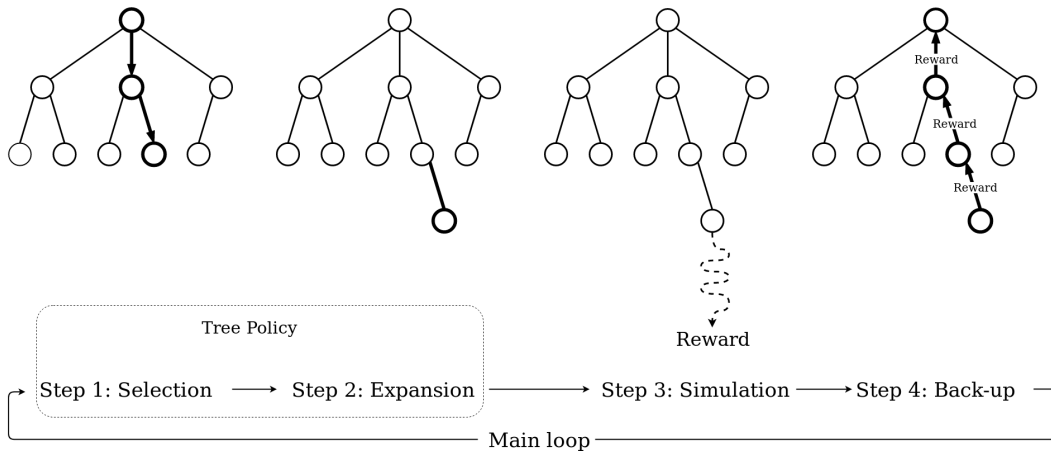 Reward
Reward
Reward
Reward
Tree Policy
Step 1: Selection
Step 2: Expansion
Step 3: Simulation
Step 4: Back-up
Main loop